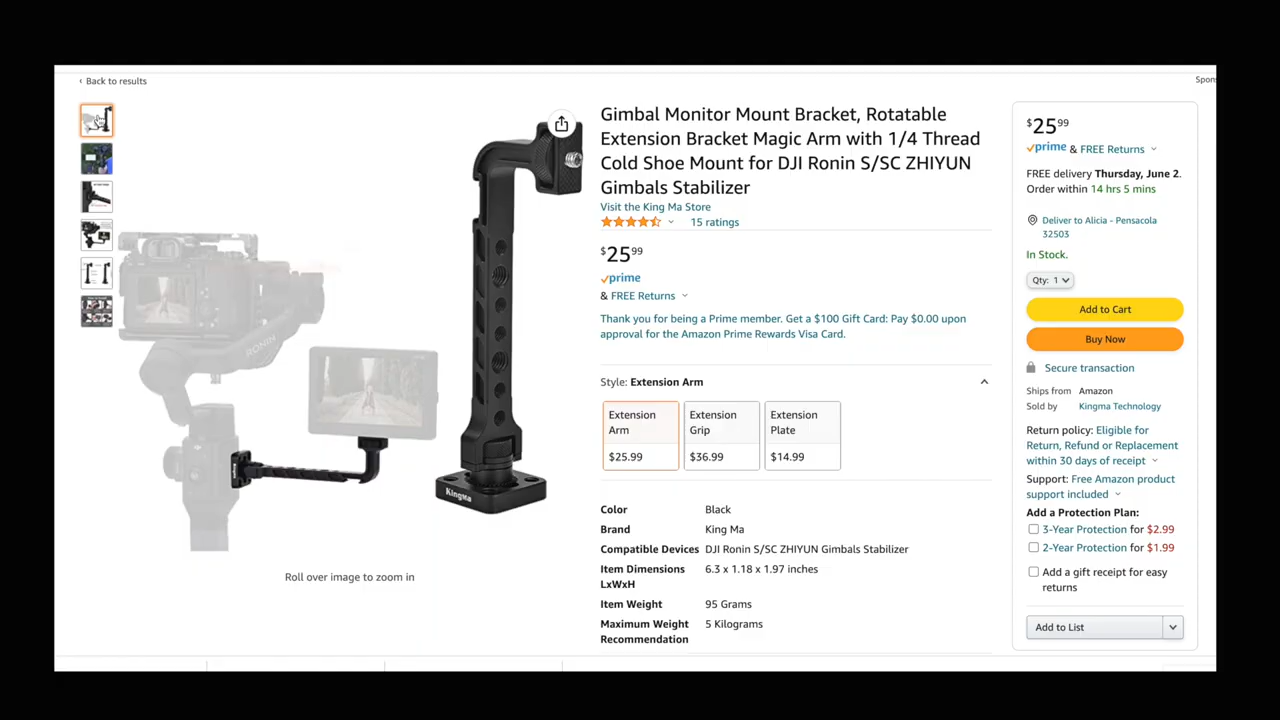 ‹ Back to results
Spons
Gimbal Monitor Mount Bracket, Rotatable
Extension Bracket Magic Arm with 1/4 Thread
Cold Shoe Mount for DJI Ronin S/SC ZHIYUN
Gimbals Stabilizer
Visit the King Ma Store
15 ratings
$25 99
prime
& FREE Returns
Thank you for being a Prime member. Get a $100 Gift Card: Pay $0.00 upon
approval for the Amazon Prime Rewards Visa Card.
Style: Extension Arm
Extension
Arm
$25.99
Extension
Grip
$36.99
Extension
Plate
$14.99
Color Black
Brand King Ma
Compatible Devices DJI Ronin S/SC ZHIYUN Gimbals Stabilizer
Item Dimensions 6.3 x 1.18 x 1.97 inches
LxWxH
Item Weight 95 Grams
Maximum Weight 5 Kilograms
Recommendation
RONIN
KingMa
Roll over image to zoom in
$25 99
prime & FREE Returns
FREE delivery Thursday, June 2.
Order within 14 hrs 5 mins
Deliver to Alicia - Pensacola
32503
In Stock.
Qty: 1
Add to Cart
Buy Now
Secure transaction
Ships from Amazon
Sold by Kingma Technology
Return policy: Eligible for
Return, Refund or Replacement
within 30 days of receipt
Support: Free Amazon product
support included
Add a Protection Plan:
3-Year Protection for $2.99
2-Year Protection for $1.99
Add a gift receipt for easy
returns
Add to List